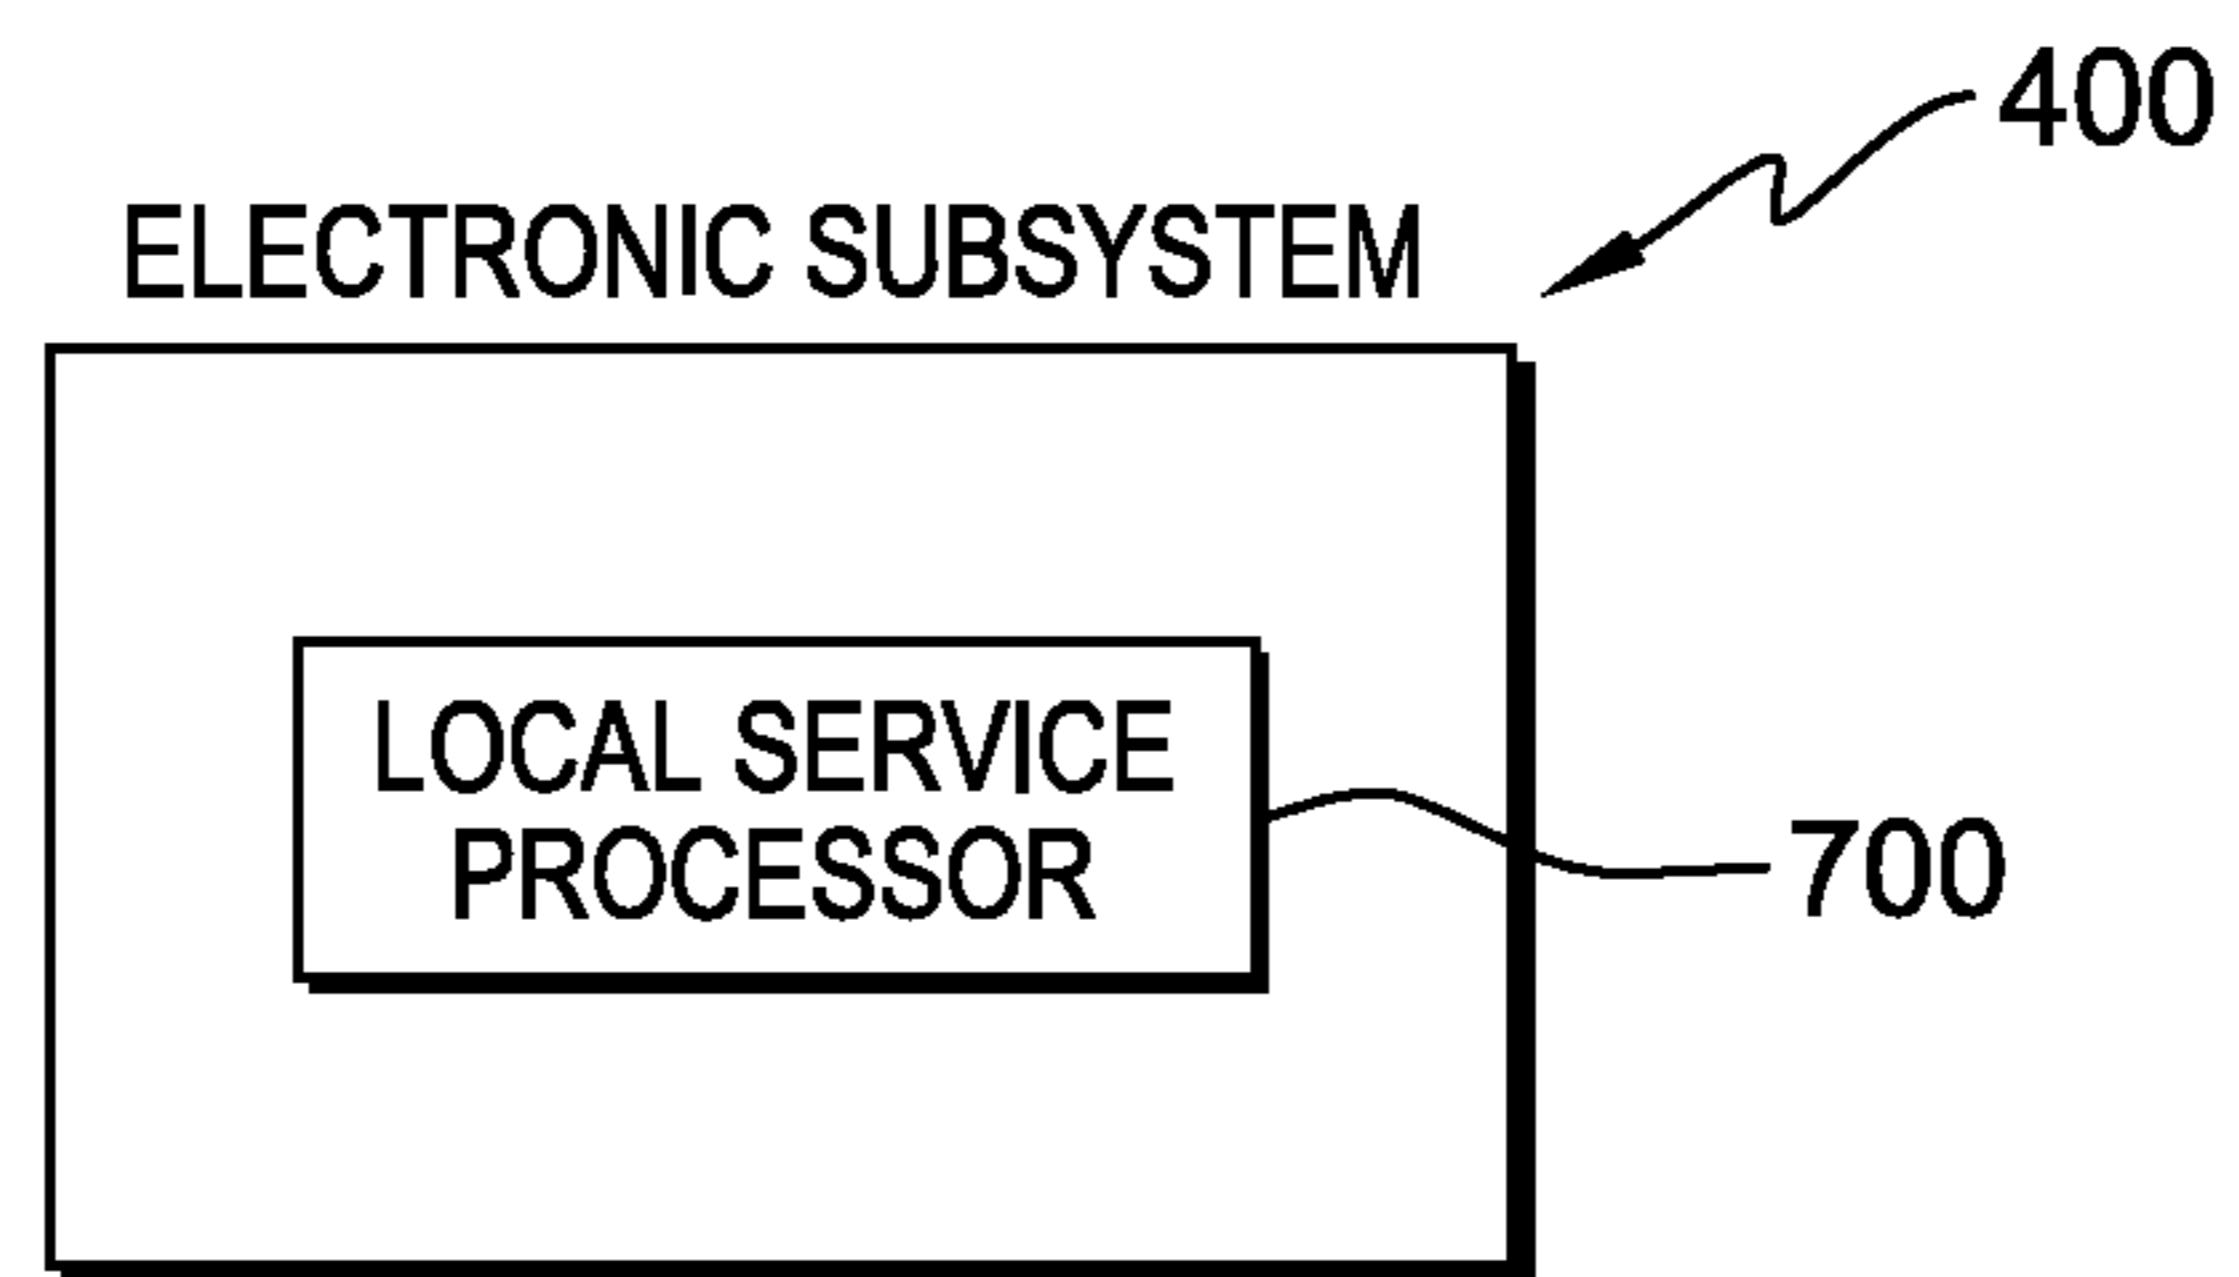 400
ELECTRONIC SUBSYSTEM
LOCAL SERVICE
PROCESSOR
700